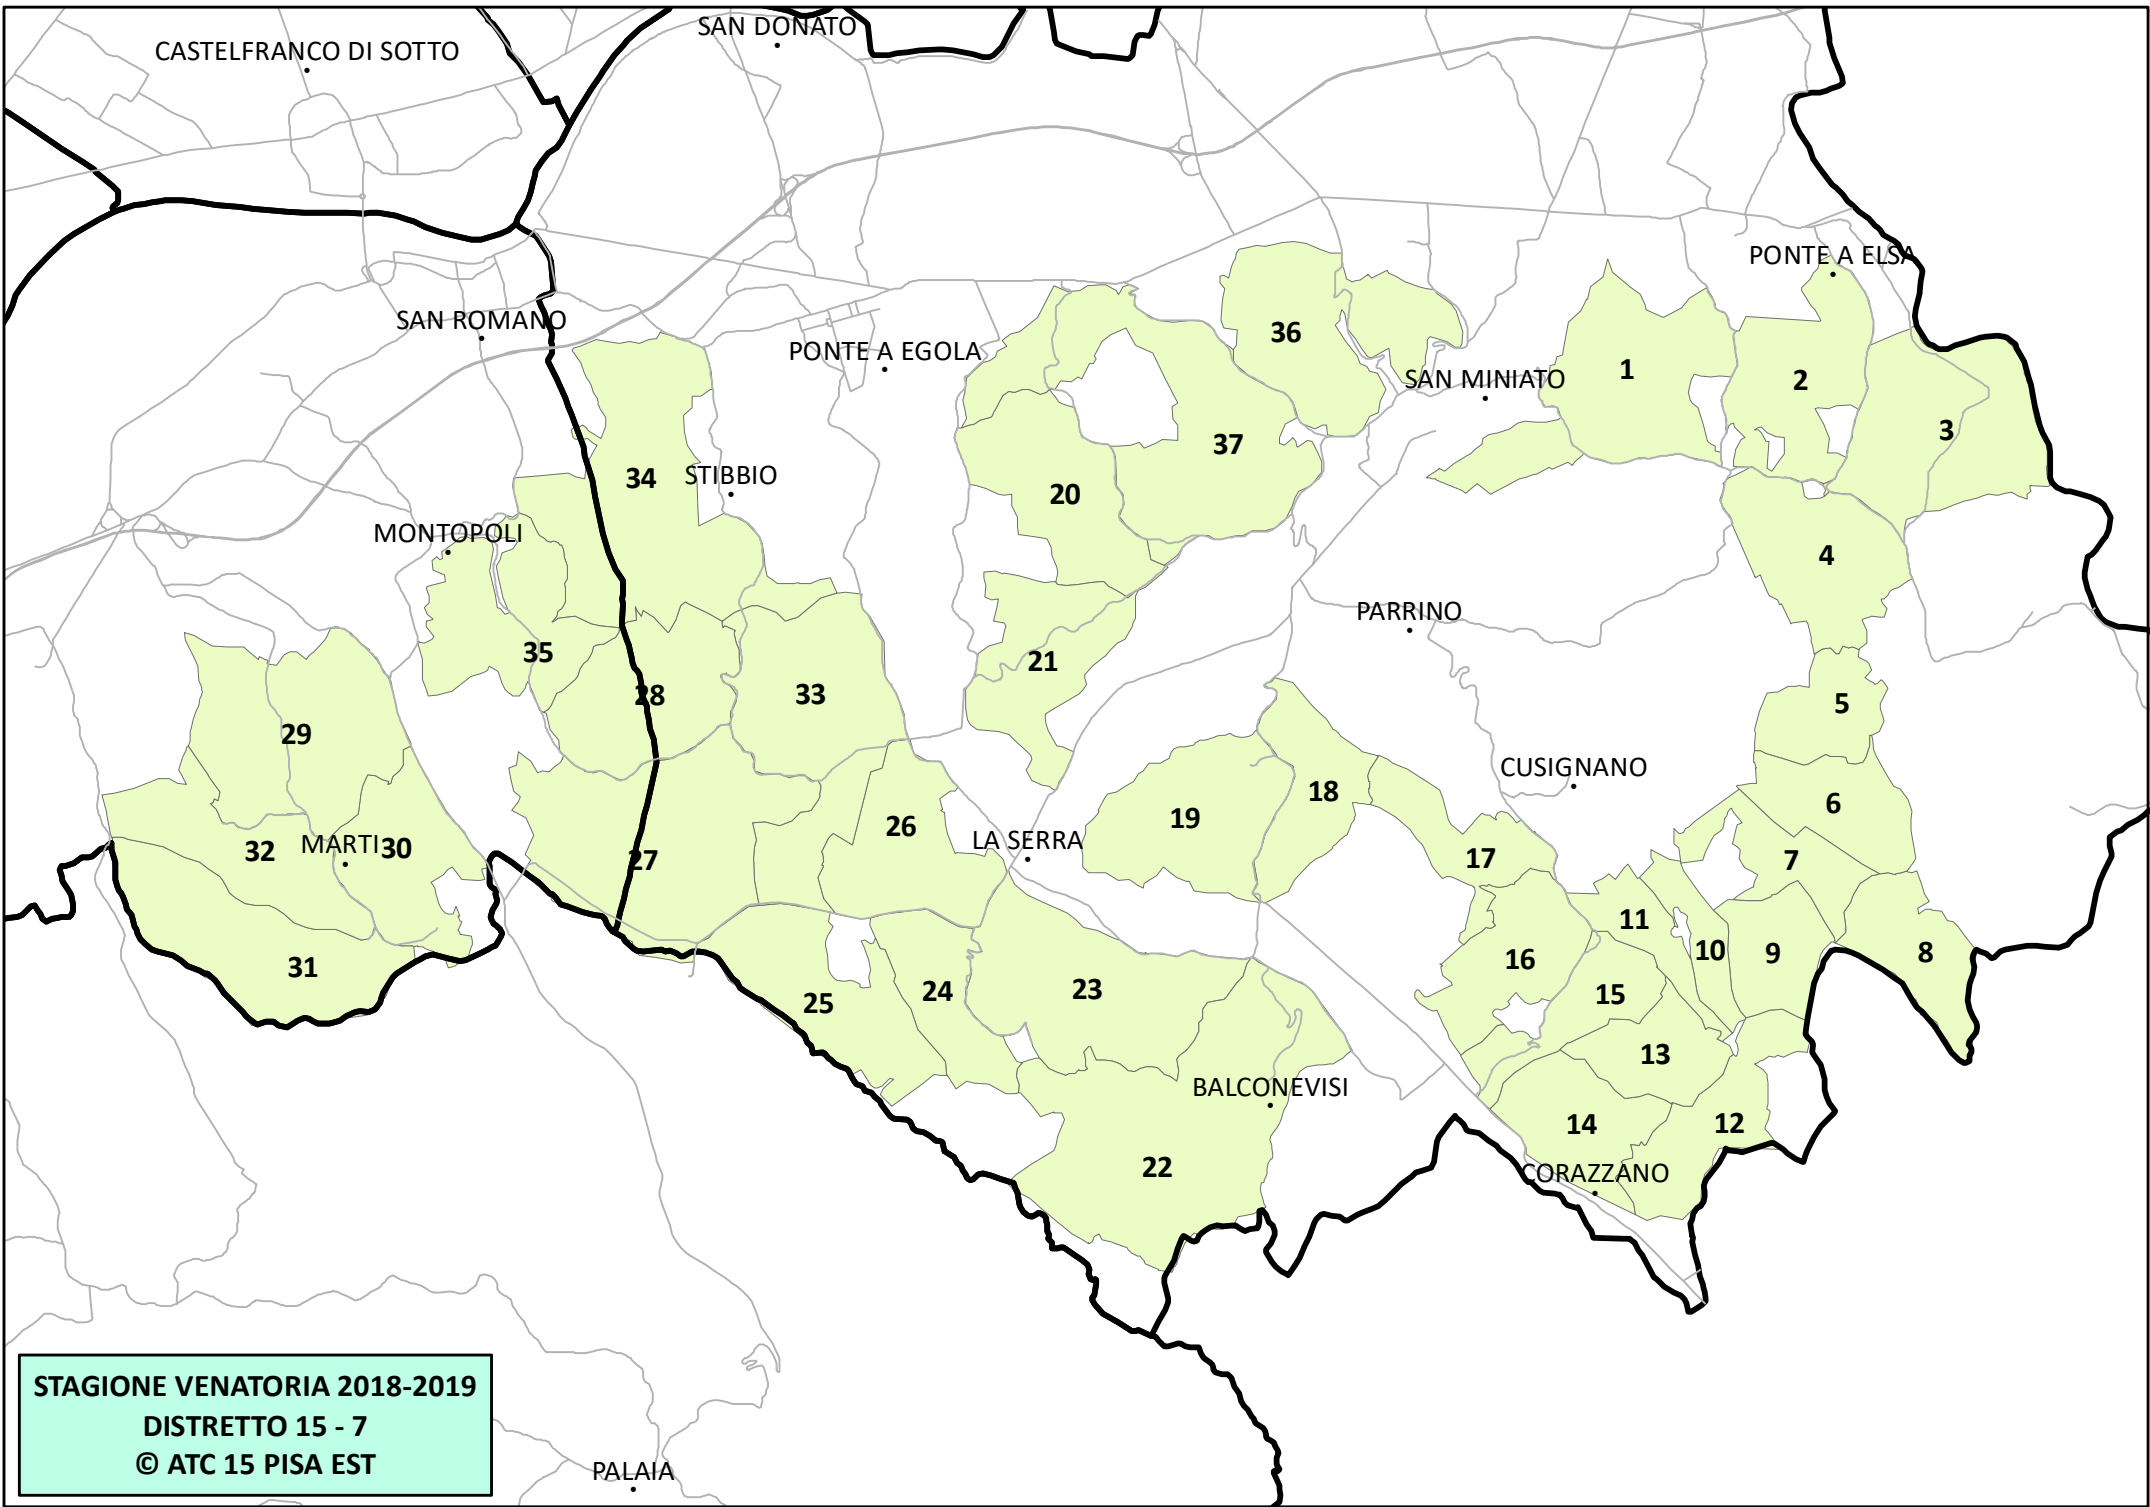 SAN DONATO
CASTELFRANCO DI SOTTO
PONTE A ELSA
SAN ROMANO
36
PONTE A EGOLA
1
SAN MINIATO
2
3
37
34
STIBBIO
20
MONTOPOLI
4
PARRINO
35
21
28
33
5
29
CUSIGNANO
18
6
19
26
LA SERRA
32
MARTI
30
27
17
7
11
10
9
8
16
31
23
24
25
15
13
BALCONEVISI
14
12
22
CORAZZANO
STAGIONE VENATORIA 2018-2019
DISTRETTO 15 - 7
© ATC 15 PISA EST
PALAIA